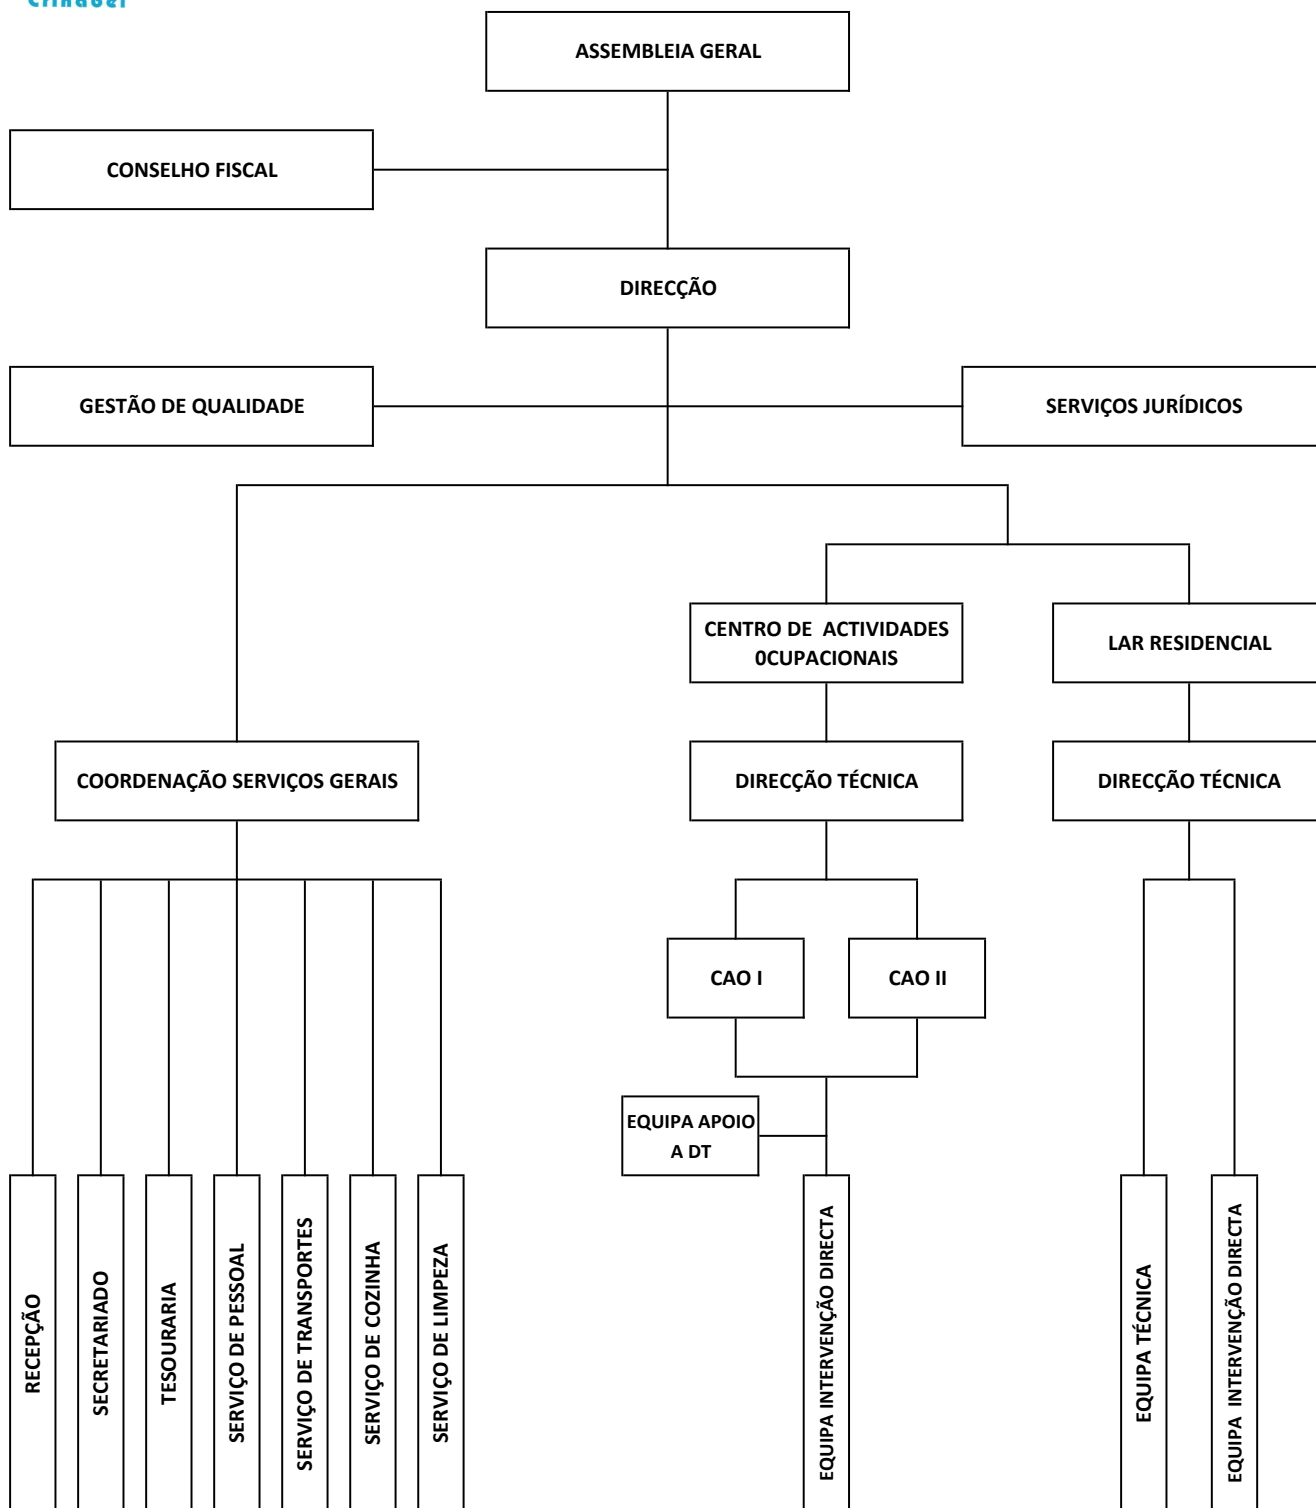 ASSEMBLEIA GERAL
CONSELHO FISCAL
DIRECÇÃO
GESTÃO DE QUALIDADE
SERVIÇOS JURÍDICOS
CENTRO DE  ACTIVIDADES
0CUPACIONAIS
LAR RESIDENCIAL
COORDENAÇÃO SERVIÇOS GERAIS
DIRECÇÃO TÉCNICA
DIRECÇÃO TÉCNICA
CAO I
CAO II
EQUIPA APOIO
A DT
RECEPÇÃO
SECRETARIADO
TESOURARIA
SERVIÇO DE PESSOAL
SERVIÇO DE TRANSPORTES
SERVIÇO DE COZINHA
SERVIÇO DE LIMPEZA
EQUIPA INTERVENÇÃO DIRECTA
EQUIPA TÉCNICA
EQUIPA  INTERVENÇÃO DIRECTA